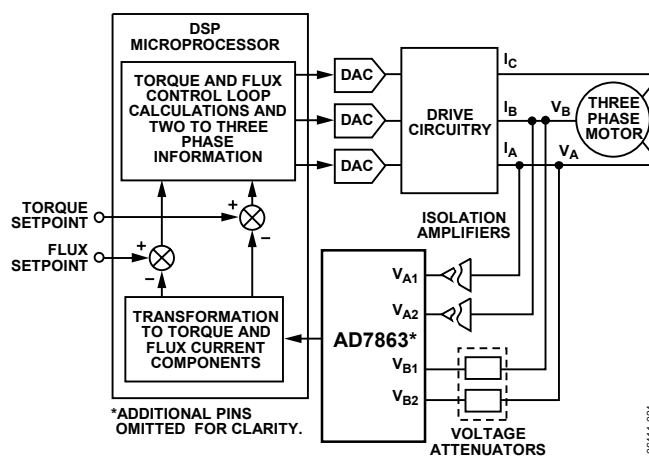 DSP
MICROPROCESSOR
TORQUE AND FLUX
CONTROL LOOP
CALCULATIONS AND
TWO TO THREE
PHASE
INFORMATION
DAC
DAC
DAC
DRIVE
CIRCUITRY
IC
IB
IA
VB
VA
THREE
PHASE
MOTOR
TORQUE
SETPOINT
FLUX
SETPOINT
+
–
+
–
TRANSFORMATION
TO TORQUE AND
FLUX CURRENT
COMPONENTS
ISOLATION
AMPLIFIERS
VA1
VA2
AD7863*
VB1
VB2
VOLTAGE
ATTENUATORS
*ADDITIONAL PINS
OMITTED FOR CLARITY.